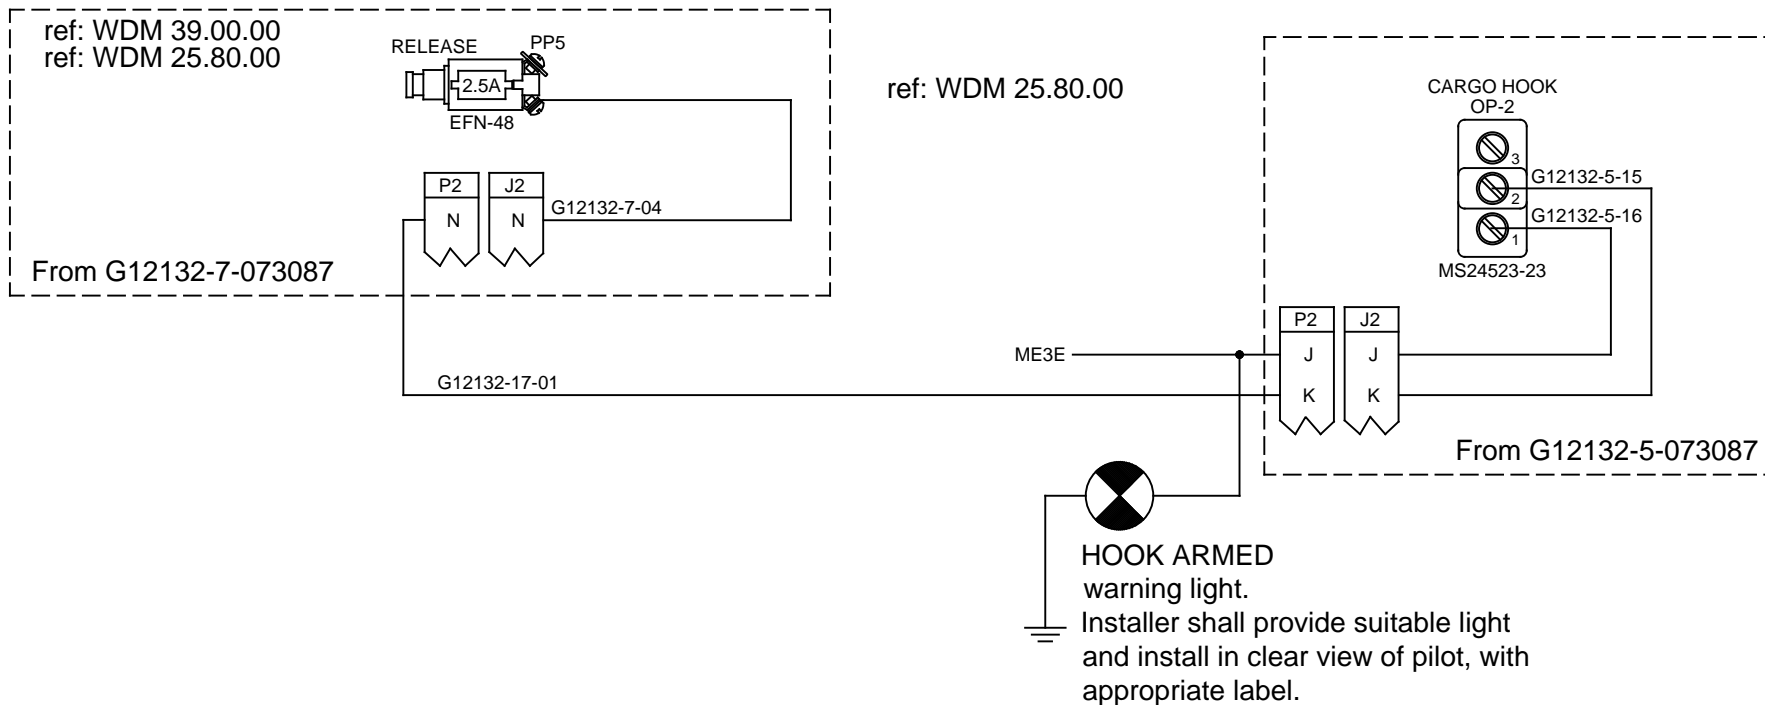 ref: WDM 39.00.00
ref: WDM 25.80.00
RELEASE
PP5
2.5A
EFN-48
P2
J2
N
N
G12132-7-04
From G12132-7-073087
ref: WDM 25.80.00
CARGO HOOK
OP-2
3
G12132-5-15
2
G12132-5-16
1
MS24523-23
P2
J2
ME3E
J
J
G12132-17-01
K
K
From G12132-5-073087
HOOK ARMED
warning light.
Installer shall provide suitable light
and install in clear view of pilot, with
appropriate label.